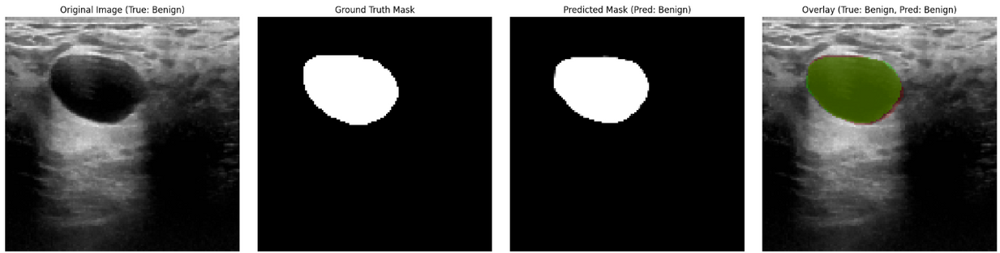 Original Image (True: Benign)
Ground Truth Mask
Predicted Mask (Pred: Benign)
Overlay (True: Benign, Pred: Benign)